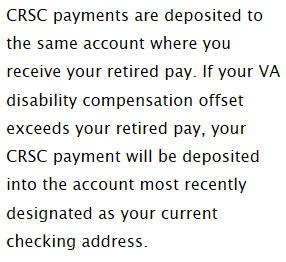 CRSC payments are deposited to
the same account where you
receive your retired pay. If your VA
disability compensation offset
exceeds your retired pay, your
CRSC payment will be deposited
into the account most recently
designated as your current
checking address.